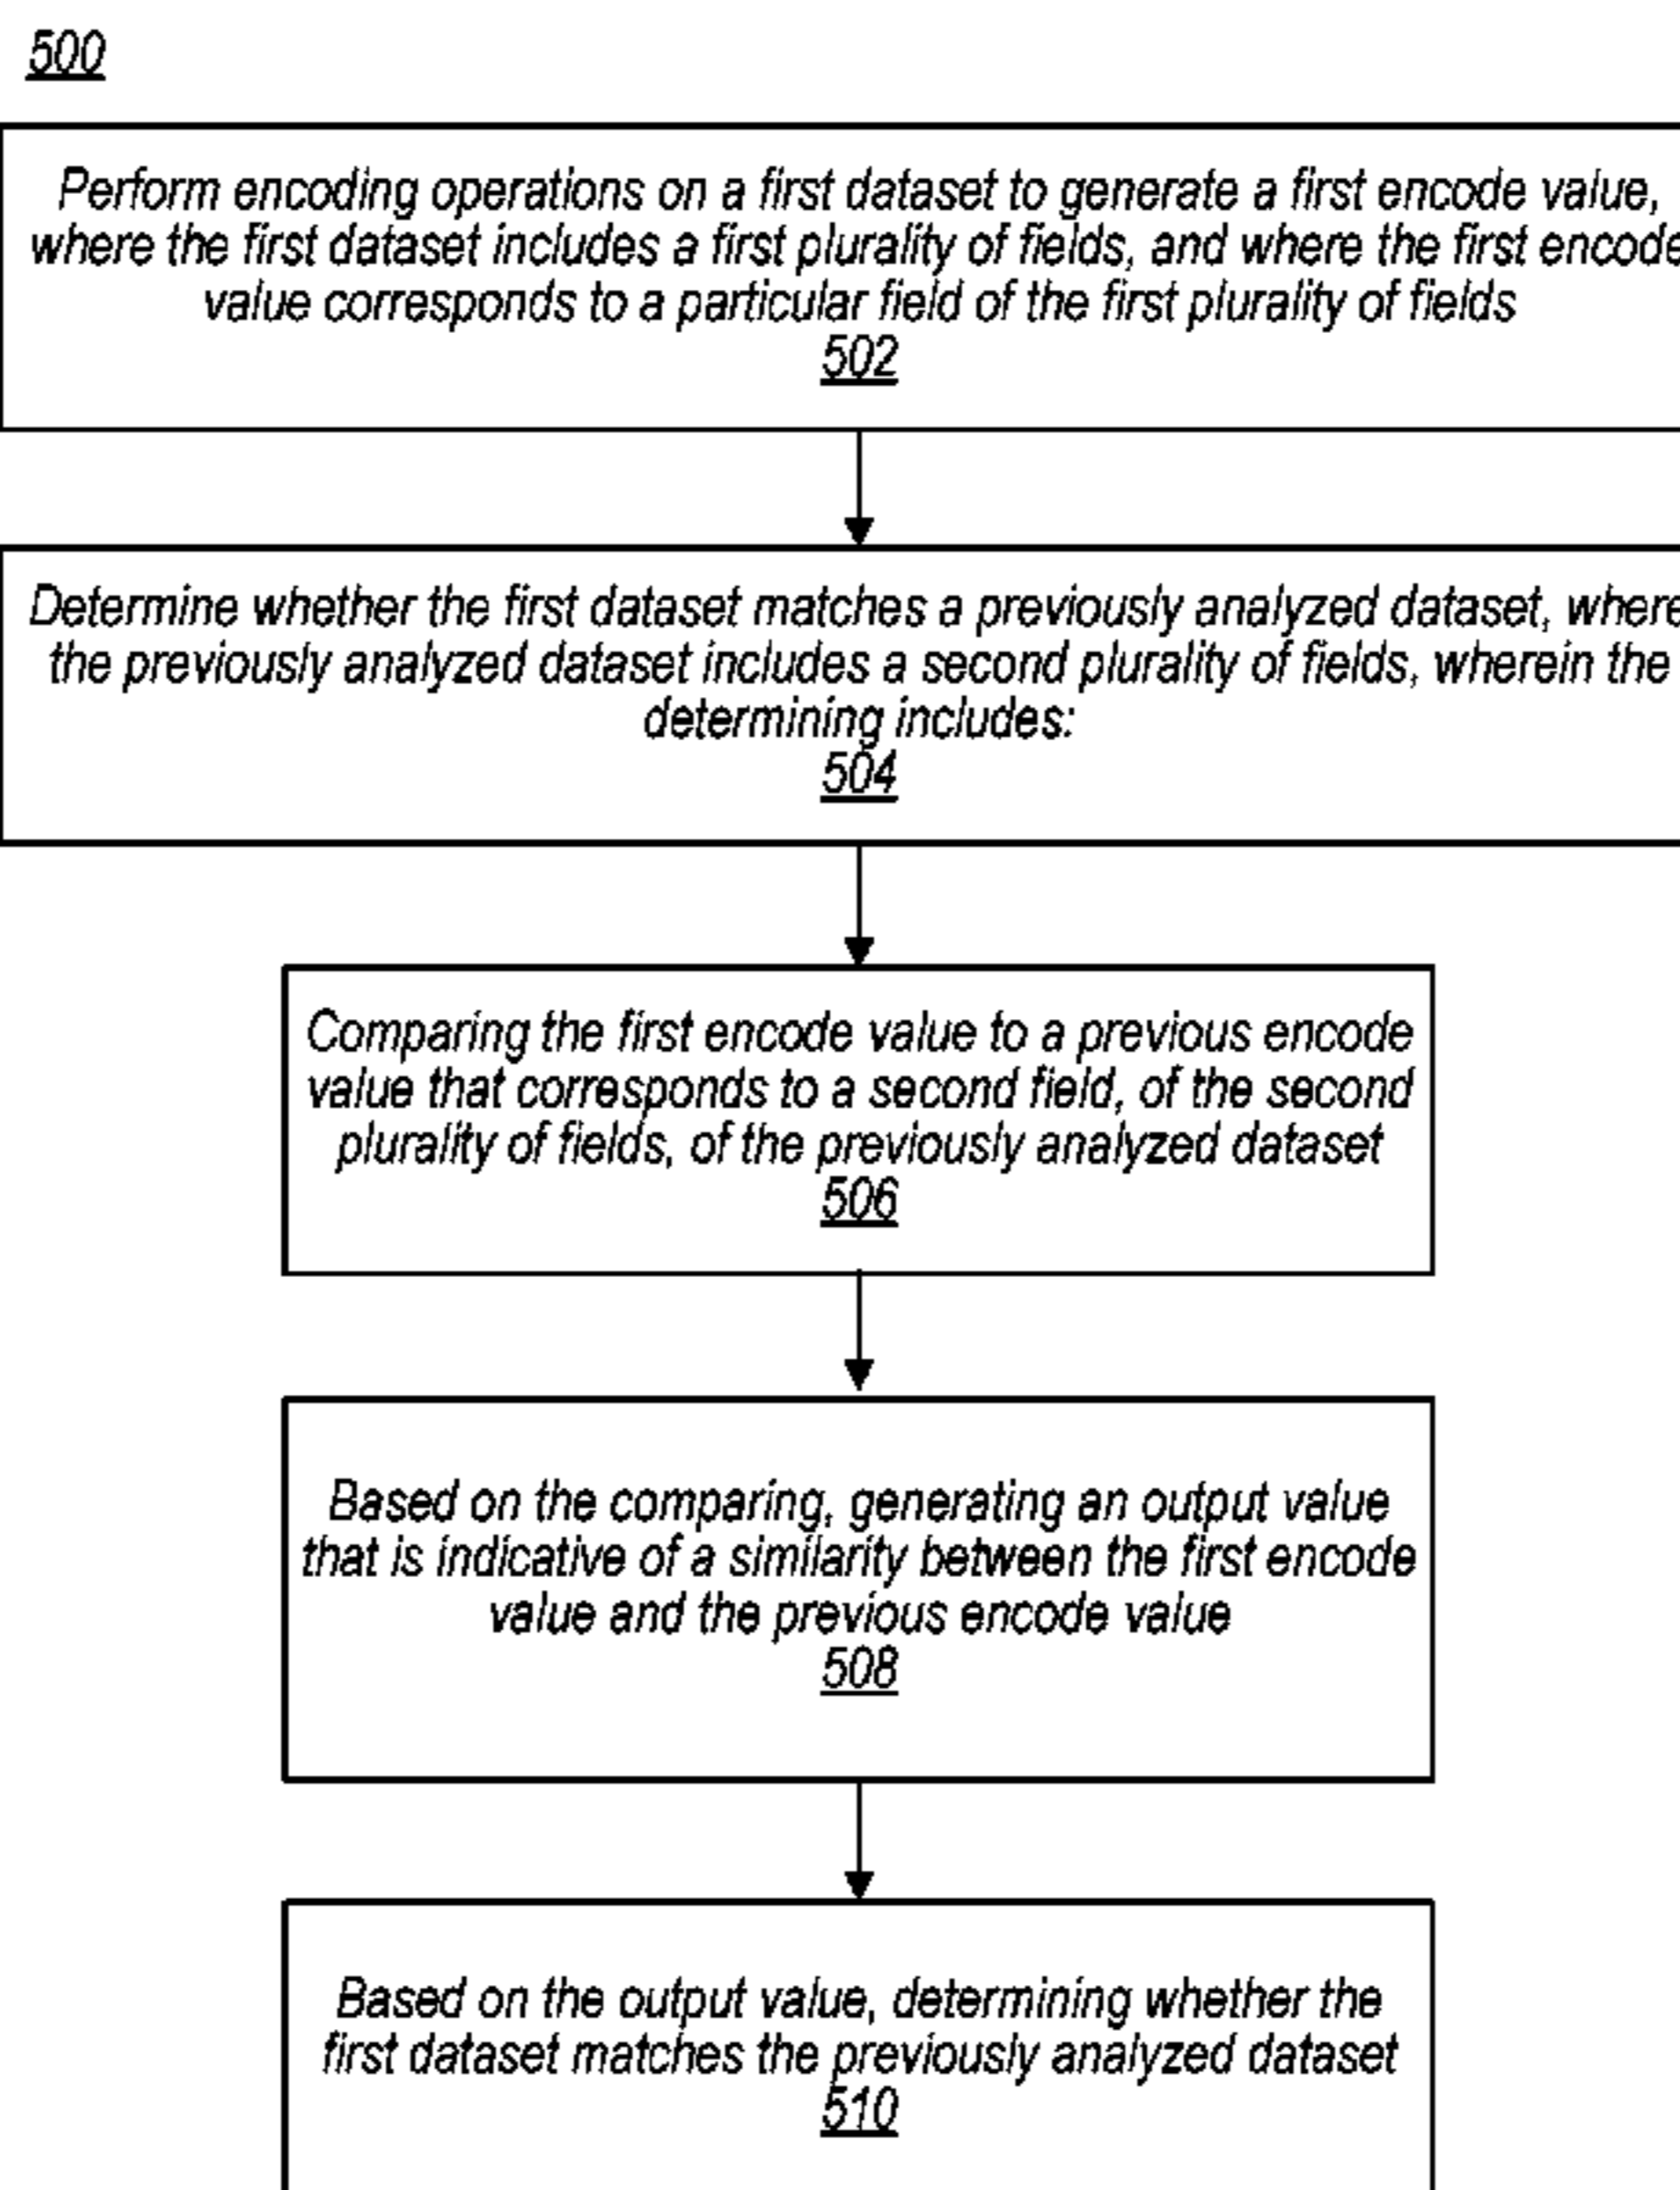 500
Perform encoding operations on a first dataset to generate a first encode value,
where the first dataset includes a first plurality of fields, and where the first encode
value corresponds to a particular field of the first plurality of fields
502
Determine whether the first dataset matches a previously analyzed dataset, where
the previously analyzed dataset includes a second plurality of fields, wherein the
determining includes:
504
Comparing the first encode value to a previous encode
value that corresponds to a second field, of the second
plurality of fields, of the previously analyzed dataset
506
Based on the comparing, generating an output value
that is indicative of a similarity between the first encode
value and the previous encode value
508
Based on the output value, determining whether the
first dataset matches the previously analyzed dataset
510